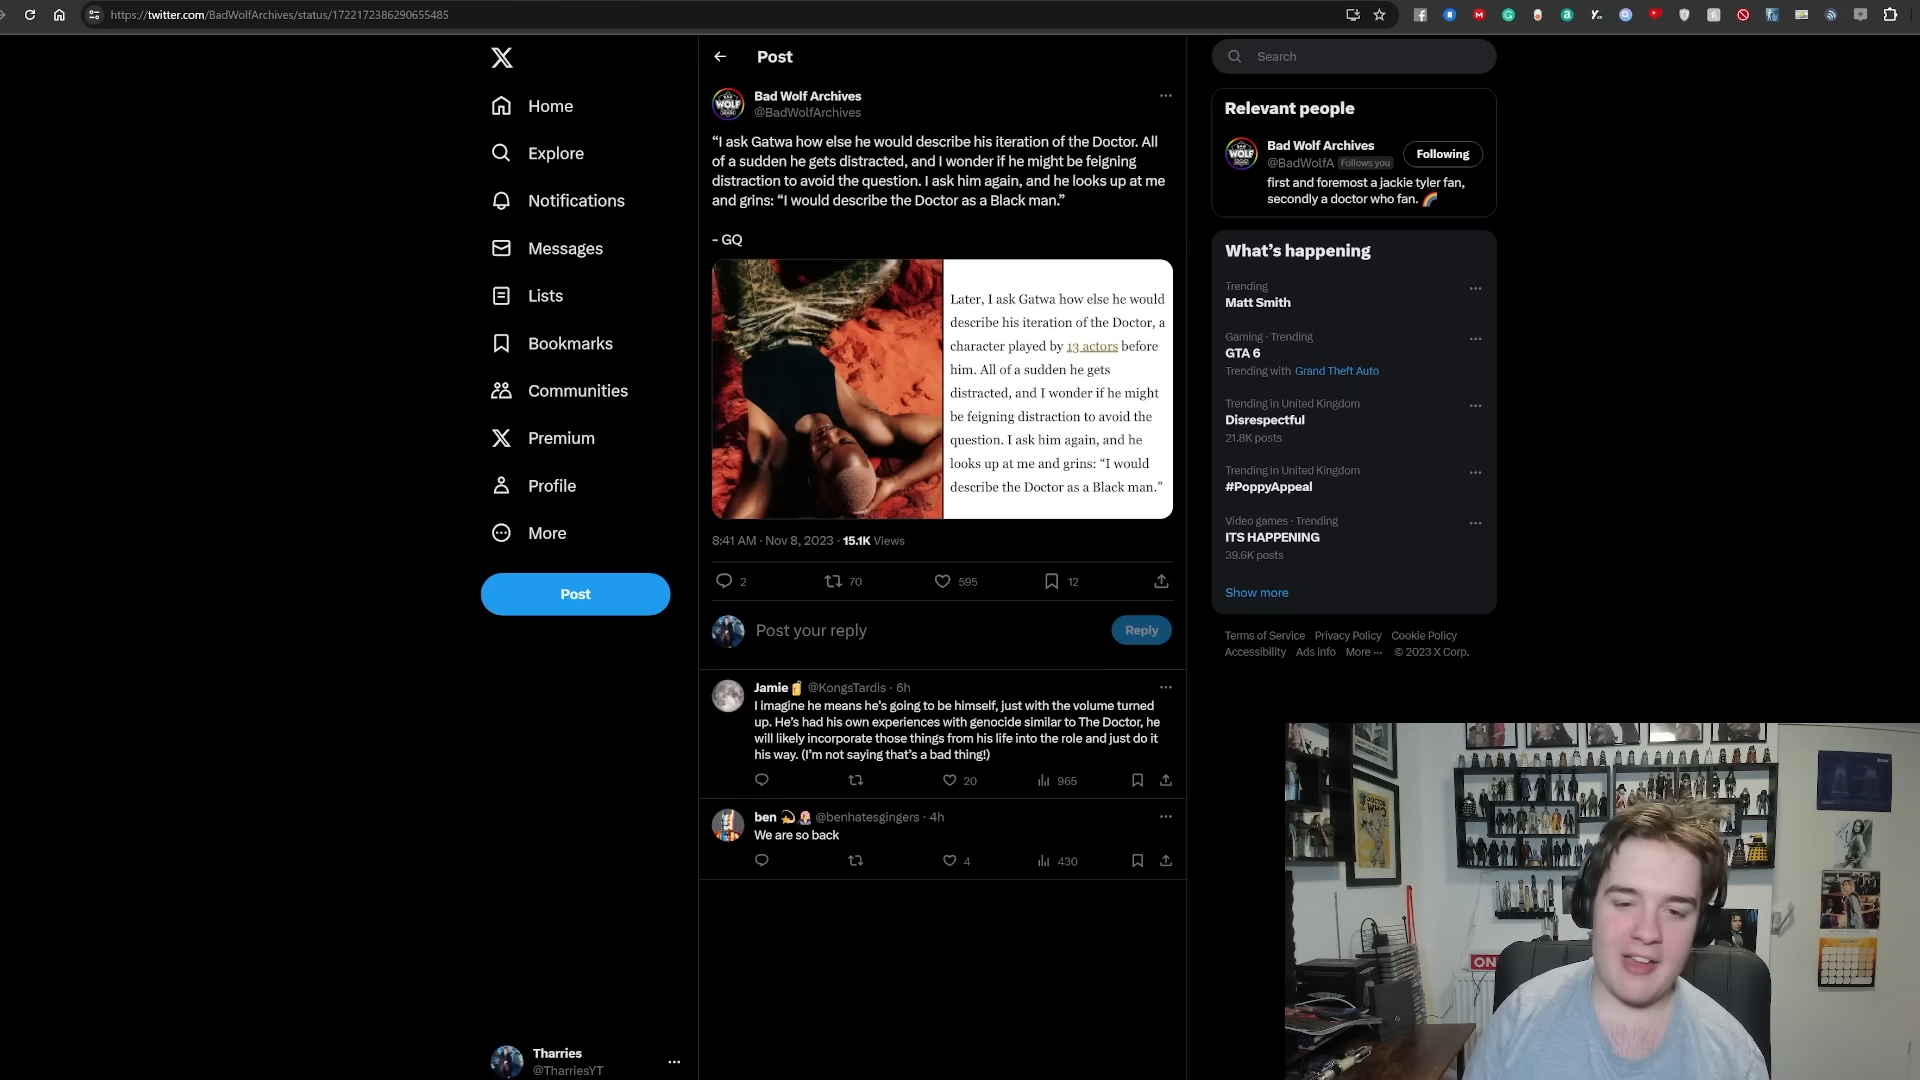 https://twitter.com/BadWolfArchives/status/1722172386290655485
Home
Explore
Notifications
Messages
Lists
Bookmarks
Communities
Premium
Profile
More
Post
Tharries
@TharriesYT
Post
Bad Wolf Archives
@BadWolfArchives
“I ask Gatwa how else he would describe his iteration of the Doctor. All
of a sudden he gets distracted, and I wonder if he might be feigning
distraction to avoid the question. I ask him again, and he looks up at me
and grins: “I would describe the Doctor as a Black man.”
- GQ
Later, I ask Gatwa how else he would
describe his iteration of the Doctor, a
character played by 13 actors before
him. All of a sudden he gets
distracted, and I wonder if he might
be feigning distraction to avoid the
question. I ask him again, and he
looks up at me and grins: “I would
describe the Doctor as a Black man.”
8:41 AM · Nov 8, 2023 · 15.1K Views
2 70 595 12
Post your reply
Reply
Jamie @KongsTardis · 6h
I imagine he means he’s going to be himself, just with the volume turned
up. He’s had his own experiences with genocide similar to The Doctor, he
will likely incorporate those things from his life into the role and just do it
his way. (I’m not saying that’s a bad thing!)
20 965
ben @benhatesgingers · 4h
We are so back
4 430
Search
Relevant people
Bad Wolf Archives
@BadWolfA Follows you
Following
first and foremost a jackie tyler fan,
secondly a doctor who fan.
What’s happening
Trending
Matt Smith
Gaming · Trending
GTA 6
Trending with Grand Theft Auto
Trending in United Kingdom
Disrespectful
21.8K posts
Trending in United Kingdom
#PoppyAppeal
Video games · Trending
ITS HAPPENING
39.6K posts
Show more
Terms of Service Privacy Policy Cookie Policy
Accessibility Ads info More ··· © 2023 X Corp.
DOCTOR WHO
ON